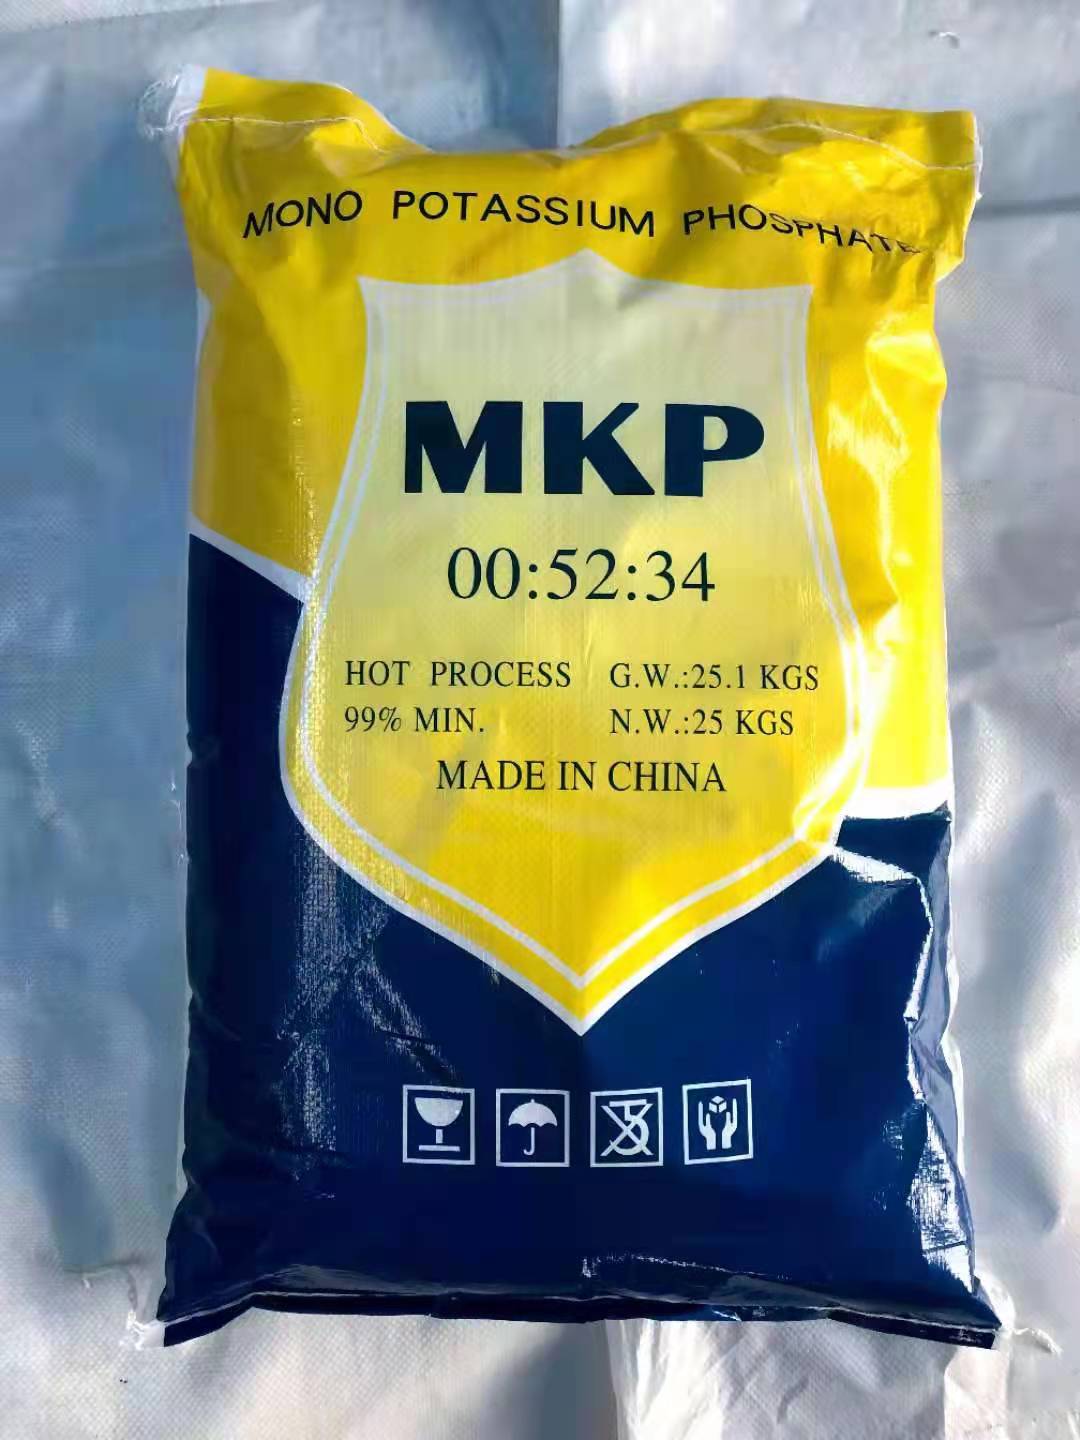 MONO POTASSIUM PHOSPHATE
MKP
00:52:34
HOT PROCESS G.W.:25.1 KGS
99% MIN. N.W.:25 KGS
MADE IN CHINA